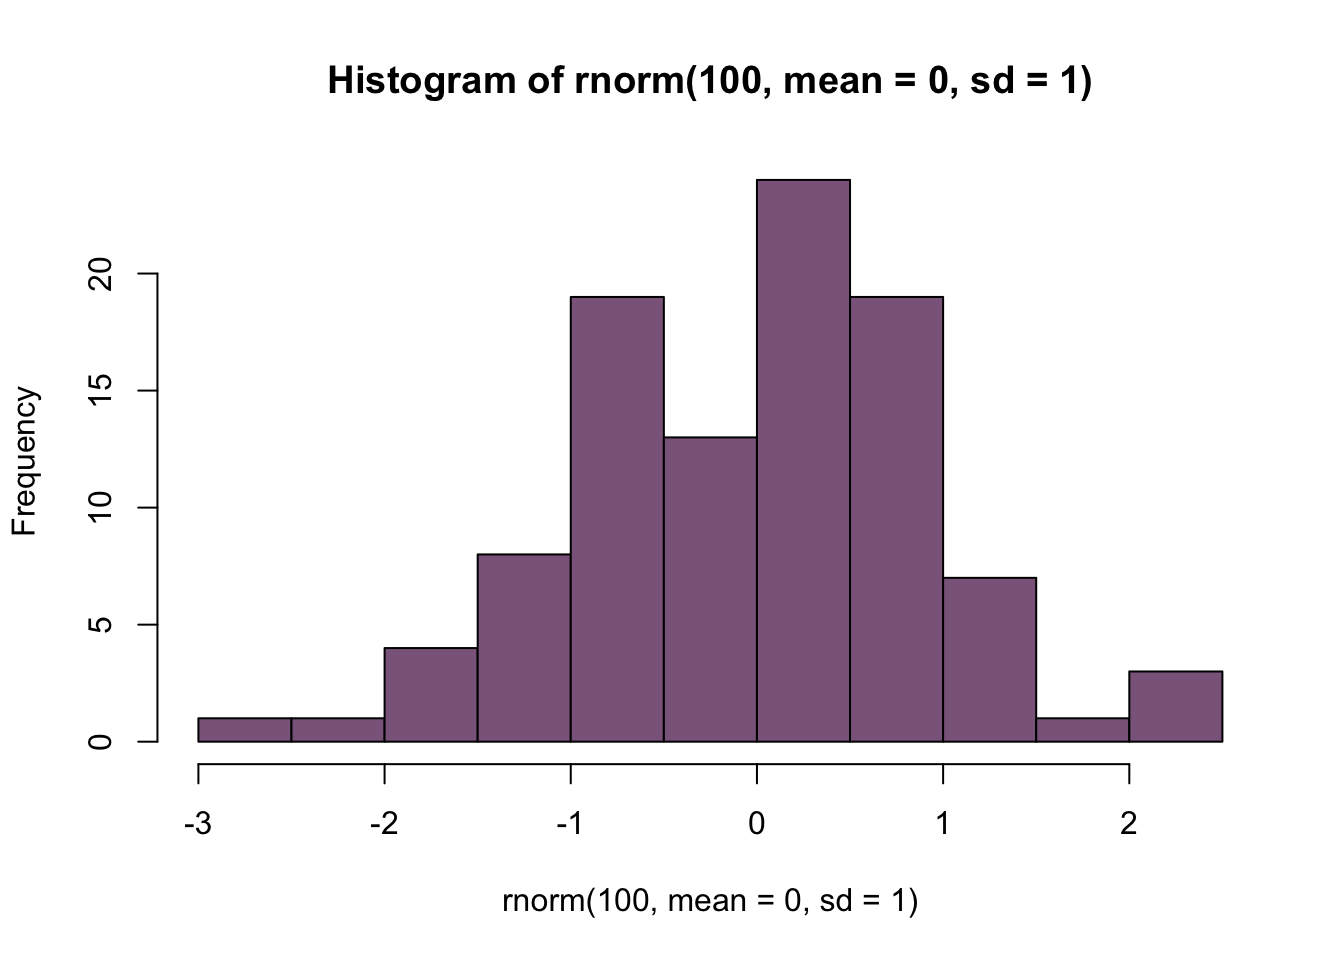 Histogram of rnorm(100, mean = 0, sd = 1)
Frequency
20
15
10
5
0
-3 -2 -1 0 1 2
rnorm(100, mean = 0, sd = 1)